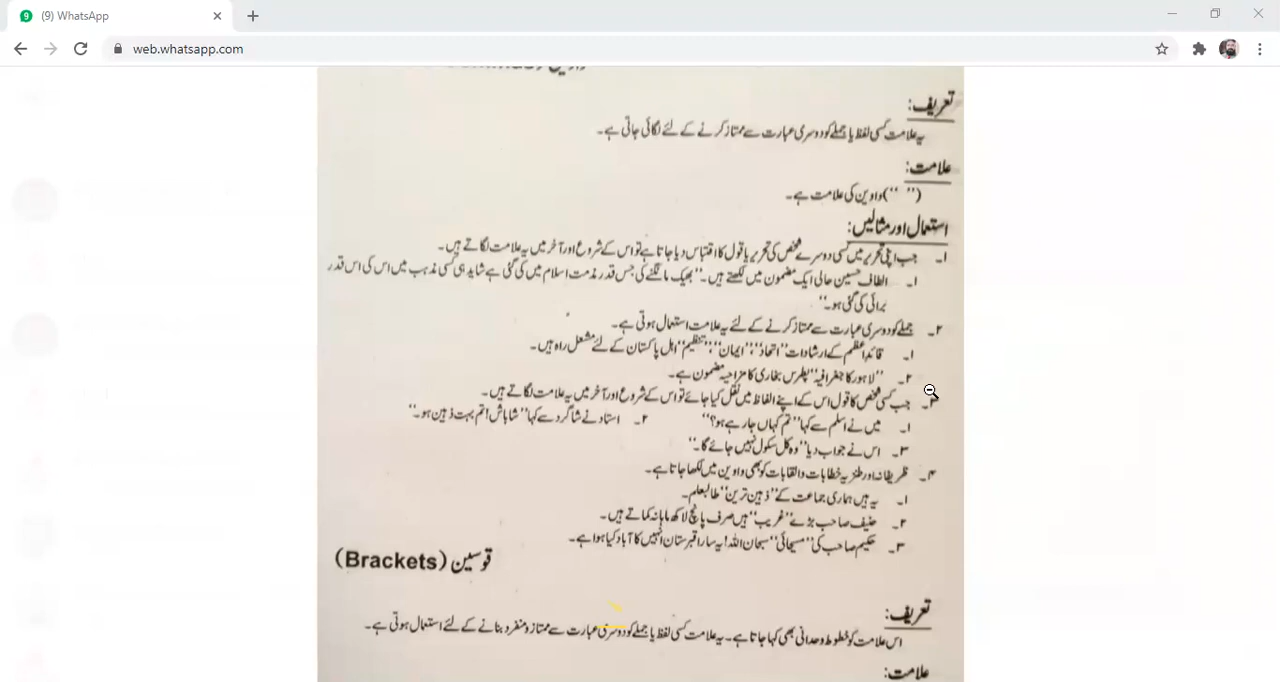 (9) WhatsApp
web.whatsapp.com
واوین
تعریف:
یہ علامت کسی لفظ یا جملے کو دوسری عبارت سے ممتاز کرنے کے لئے لگائی جاتی ہے۔
علامت:
(" ") واوین کی علامت ہے۔
استعمال اور مثالیں:
۱۔ جب اپنی تحریر میں کسی دوسرے شخص کی تحریر یا قول کا اقتباس دیا جاتا ہے تو اس کے شروع اور آخر میں یہ علامت لگاتے ہیں۔
۱۔ الطاف حسین حالی ایک مضمون میں لکھتے ہیں۔ "بھیک مانگنے کی جس قدر مذمت اسلام میں کی گئی ہے شاید ہی کسی مذہب میں اس کی اس قدر
برائی کی گئی ہو۔"
۲۔ جملے کو دوسری عبارت سے ممتاز کرنے کے لئے یہ علامت استعمال ہوتی ہے۔
۱۔ قائداعظم کے ارشادات "اتحاد"، "ایمان"، "تنظیم" اہل پاکستان کے لئے مشعل راہ ہیں۔
۲۔ "لاہور کا جغرافیہ" پطرس بخاری کا مزاحیہ مضمون ہے۔
۳۔ جب کسی شخص کا قول اس کے اپنے الفاظ میں نقل کیا جائے تو اس کے شروع اور آخر میں یہ علامت لگاتے ہیں۔
۱۔ میں نے اسلم سے کہا "تم کہاں جا رہے ہو؟" ۲۔ استاد نے شاگرد سے کہا "شاباش! تم بہت ذہین ہو۔"
۳۔ اس نے جواب دیا "وہ کل سکول نہیں جائے گا۔"
۴۔ ظریفانہ اور طنزیہ خطابات و القابات کو بھی واوین میں لکھا جاتا ہے۔
۱۔ یہ ہیں ہماری جماعت کے "ذہین ترین" طالبعلم۔
۲۔ حنیف صاحب بڑے "غریب" ہیں صرف پانچ لاکھ ماہانہ کماتے ہیں۔
۳۔ حکیم صاحب کی "مسیحائی" سبحان اللہ! یہ سارا قبرستان انہیں کا آباد کیا ہوا ہے۔
قوسین (Brackets)
تعریف:
اس علامت کو خطوط وحدانی بھی کہا جاتا ہے۔ یہ علامت کسی لفظ یا جملے کو دوسری عبارت سے ممتاز و منفرد بنانے کے لئے استعمال ہوتی ہے۔
علامت: